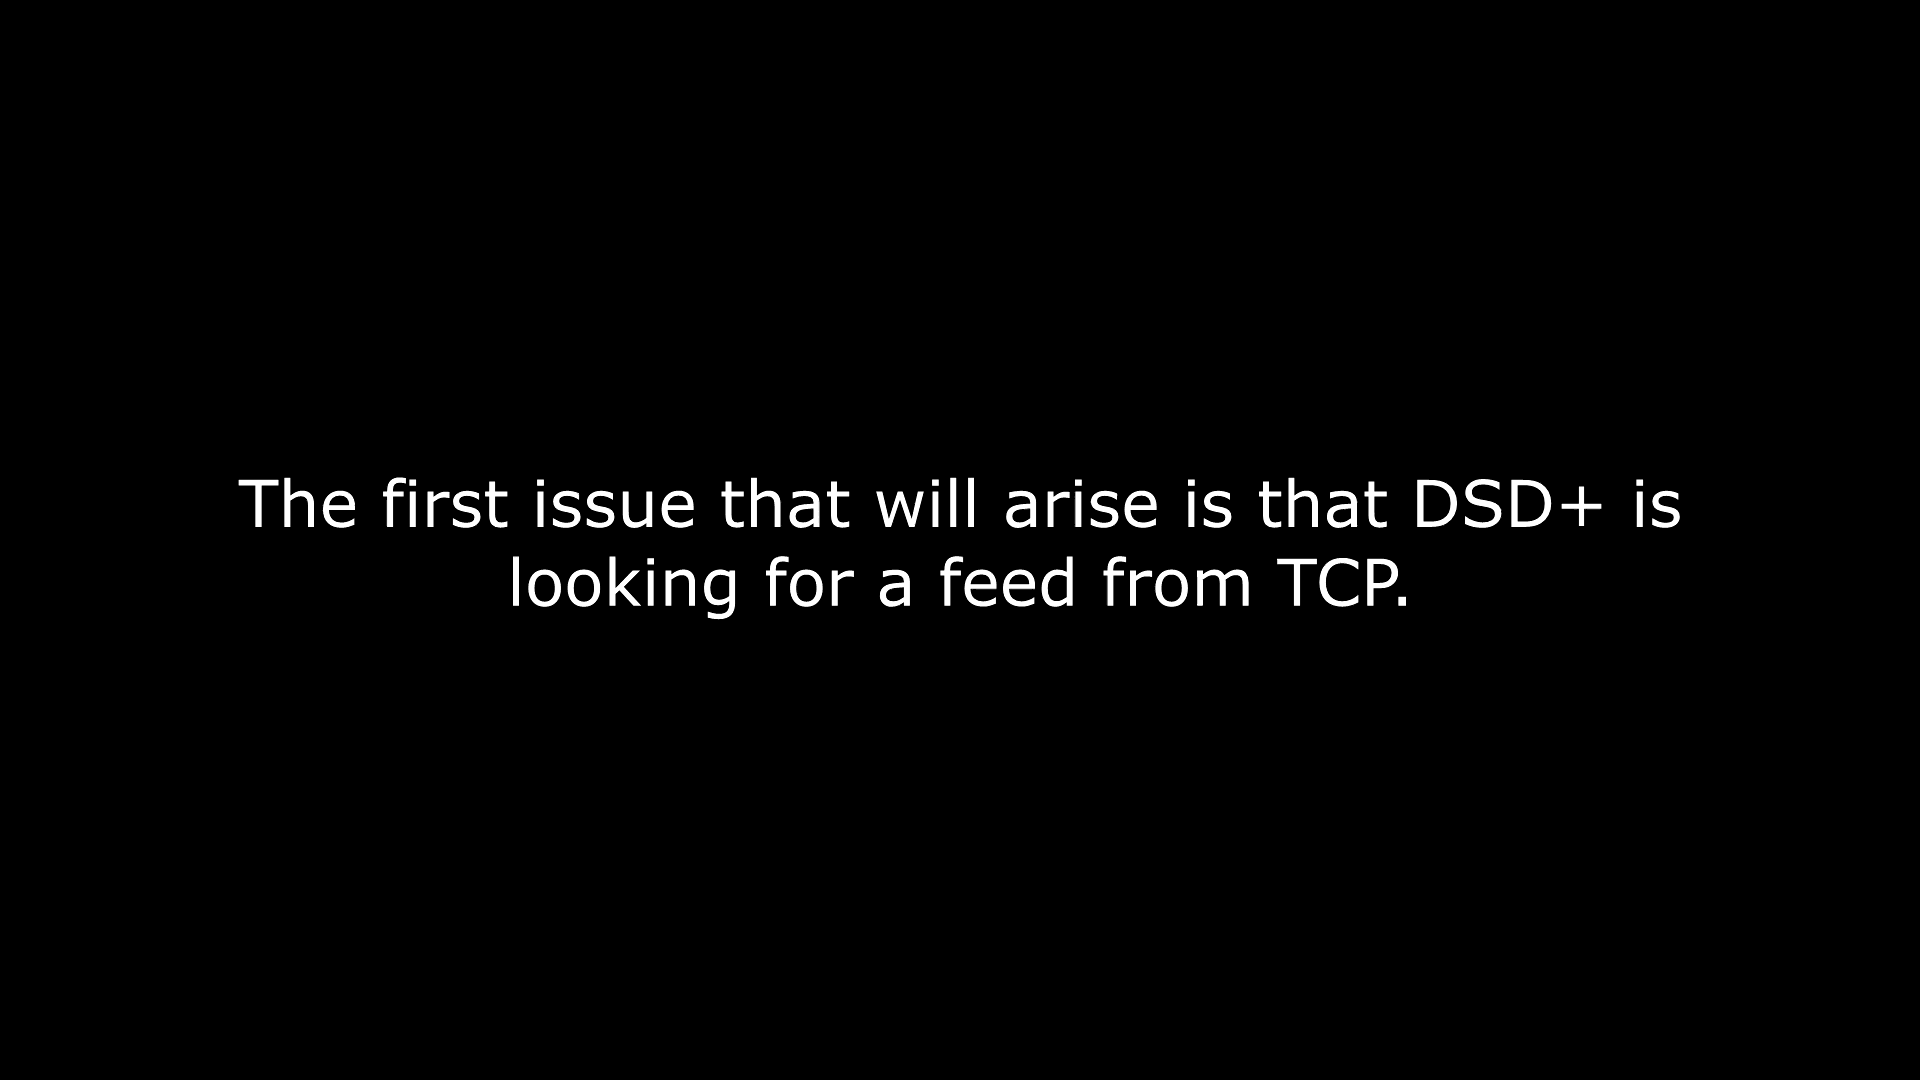 The first issue that will arise is that DSD+ is
looking for a feed from TCP.